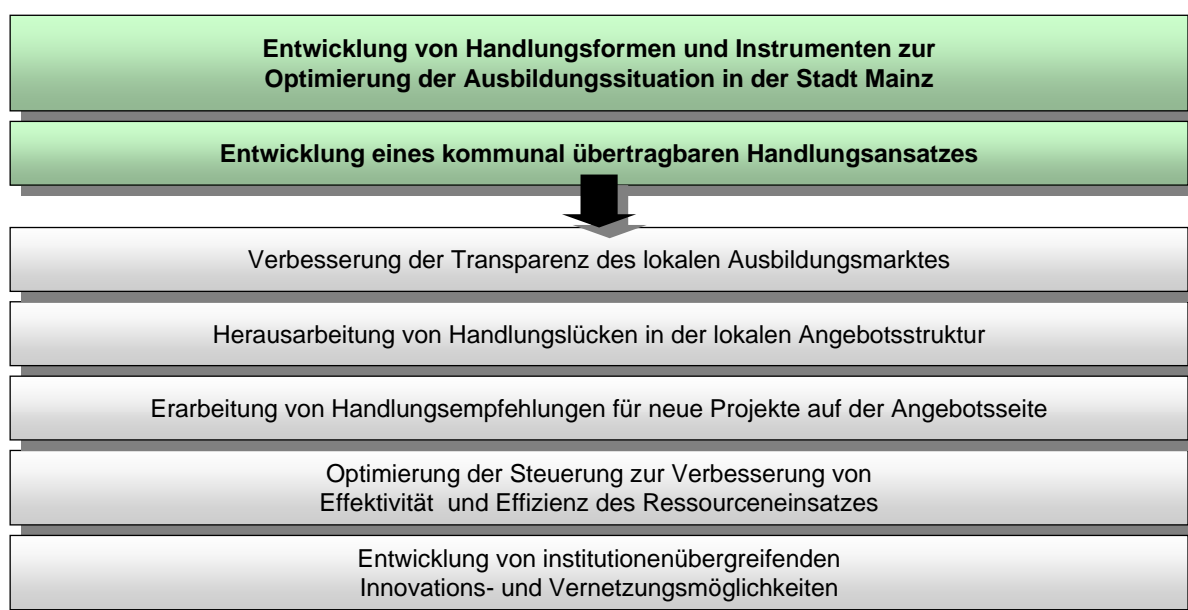 Entwicklung von Handlungsformen und Instrumenten zur
Optimierung der Ausbildungssituation in der Stadt Mainz
Entwicklung eines kommunal übertragbaren Handlungsansatzes
Verbesserung der Transparenz des lokalen Ausbildungsmarktes
Herausarbeitung von Handlungslücken in der lokalen Angebotsstruktur
Erarbeitung von Handlungsempfehlungen für neue Projekte auf der Angebotsseite
Optimierung der Steuerung zur Verbesserung von
Effektivität und Effizienz des Ressourceneinsatzes
Entwicklung von institutionenübergreifenden
Innovations- und Vernetzungsmöglichkeiten